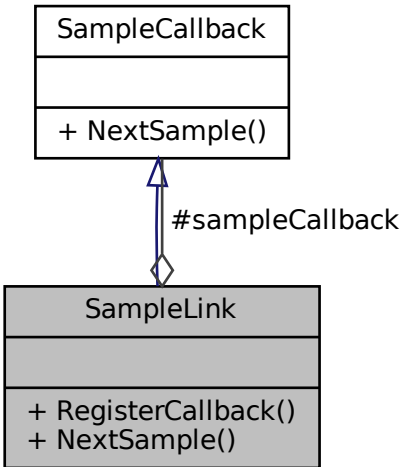 SampleCallback
+ NextSample()
#sampleCallback
SampleLink
+ RegisterCallback()
+ NextSample()